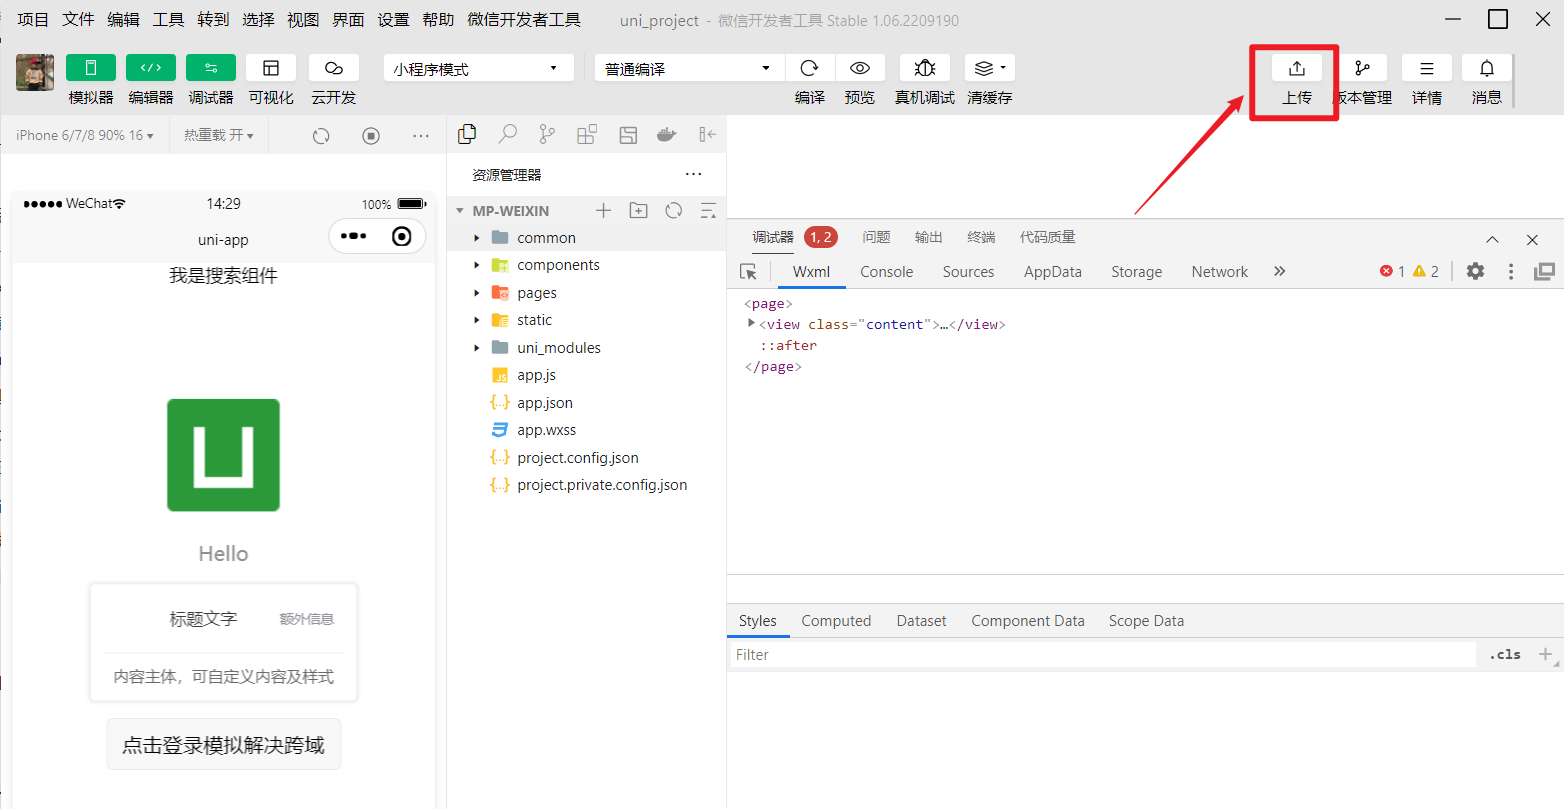 项目 文件 编辑 工具 转到 选择 视图 界面 设置 帮助 微信开发者工具 uni_project - 微信开发者工具 Stable 1.06.2209190
小程序模式 普通编译
模拟器 编辑器 调试器 可视化 云开发 编译 预览 真机调试 清缓存 上传 版本管理 详情 消息
iPhone 6/7/8 90% 16 热重载 开
WeChat 14:29 100%
uni-app
我是搜索组件
Hello
标题文字 额外信息
内容主体，可自定义内容及样式
点击登录模拟解决跨域
资源管理器
MP-WEIXIN
common
components
pages
static
uni_modules
JS app.js
{..} app.json
app.wxss
{..} project.config.json
{..} project.private.config.json
调试器 1, 2 问题 输出 终端 代码质量
Wxml Console Sources AppData Storage Network 1 2
<page>
<view class="content">…</view>
::after
</page>
Styles Computed Dataset Component Data Scope Data
Filter .cls